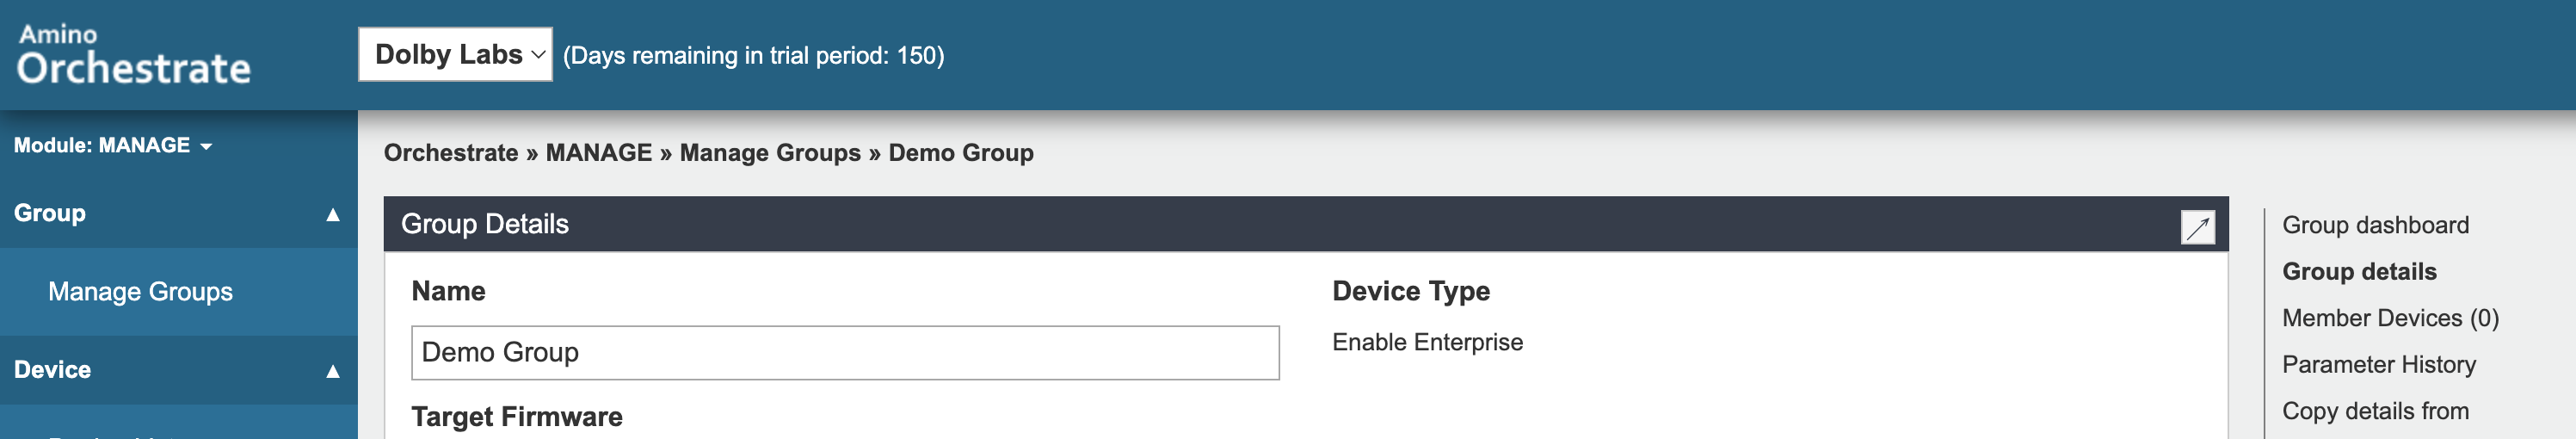 Amino
Orchestrate
Dolby Labs
(Days remaining in trial period: 150)
Module: MANAGE
Group ▲
Manage Groups
Device ▲
Orchestrate » MANAGE » Manage Groups » Demo Group
Group Details
Name
Demo Group
Target Firmware
Device Type
Enable Enterprise
Group dashboard
Group details
Member Devices (0)
Parameter History
Copy details from